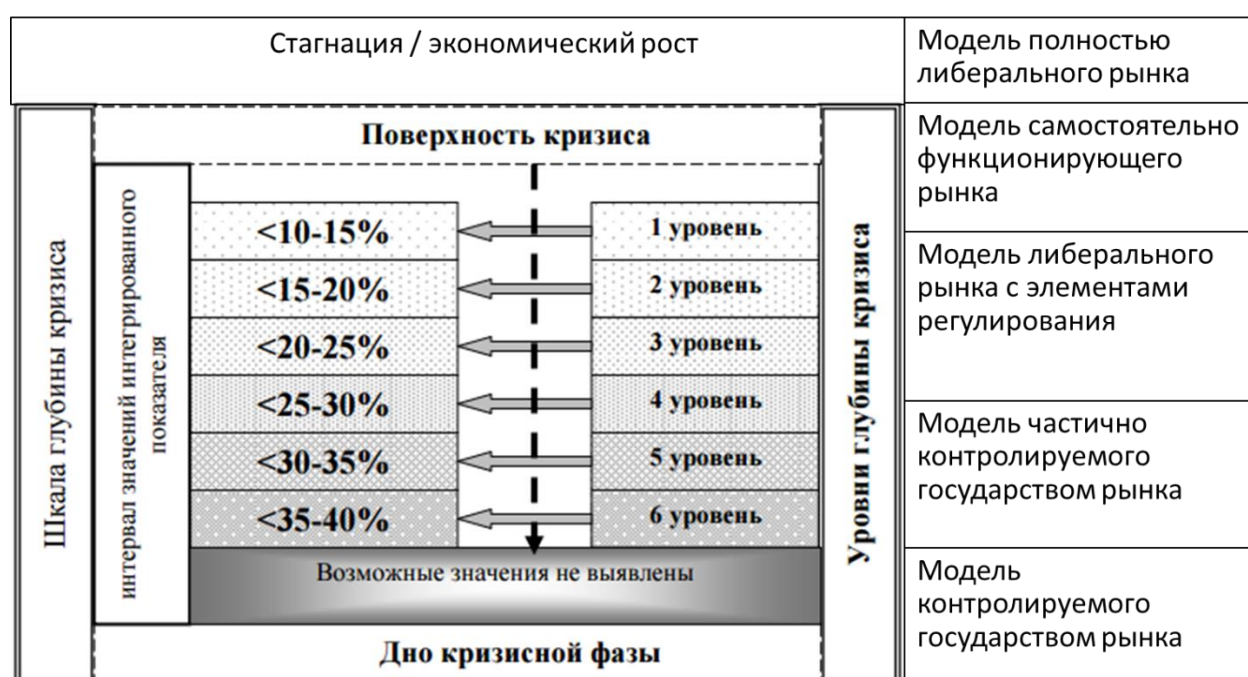 Стагнация / экономический рост
Модель полностью
либерального рынка
Поверхность кризиса
Модель самостоятельно
функционирующего
рынка
Шкала глубины кризиса
интервал значений интегрированного
показателя
<10-15%
1 уровень
<15-20%
2 уровень
<20-25%
3 уровень
<25-30%
4 уровень
<30-35%
5 уровень
<35-40%
6 уровень
Уровни глубины кризиса
Модель либерального
рынка с элементами
регулирования
Модель частично
контролируемого
государством рынка
Возможные значения не выявлены
Дно кризисной фазы
Модель
контролируемого
государством рынка